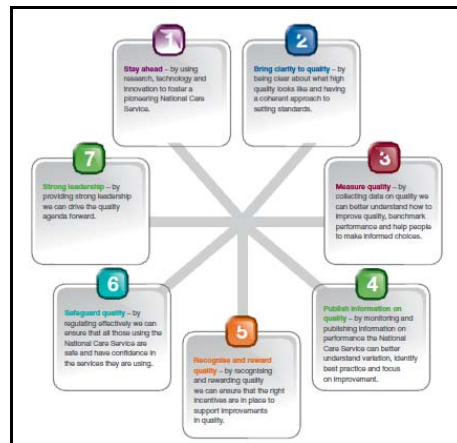 1
Stay ahead – by using
research, technology and
innovation to foster a
pioneering National Care
Service.
2
Bring clarity to quality – by
being clear about what high
quality looks like and having
a coherent approach to
setting standards.
3
Measure quality – by
collecting data on quality we
can better understand how to
improve quality, benchmark
performance and help people
to make informed choices.
4
Publish information on
quality – by monitoring and
publishing information on
performance the National
Care Service can better
understand variation, identify
best practice and focus
on improvement.
5
Recognise and reward
quality – by recognising
and rewarding quality
we can ensure that the right
incentives are in place to
support improvements
in quality.
6
Safeguard quality – by
regulating effectively we can
ensure that all those using the
National Care Service are
safe and have confidence in
the services they are using.
7
Strong leadership – by
providing strong leadership
we can drive the quality
agenda forward.